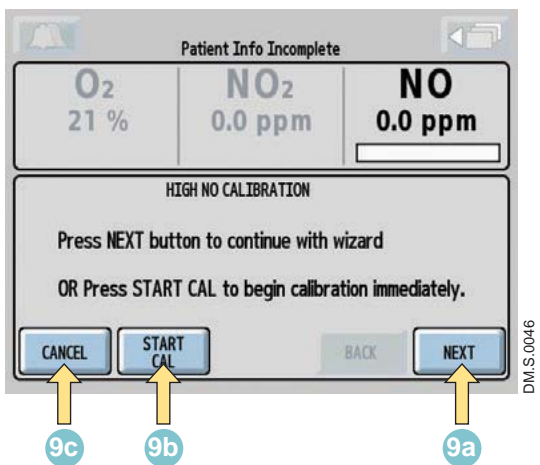 Patient Info Incomplete
O2 NO2 NO
21 % 0.0 ppm 0.0 ppm
HIGH NO CALIBRATION
Press NEXT button to continue with wizard
OR Press START CAL to begin calibration immediately.
CANCEL START CAL BACK NEXT
9c 9b 9a
DM.S.0046